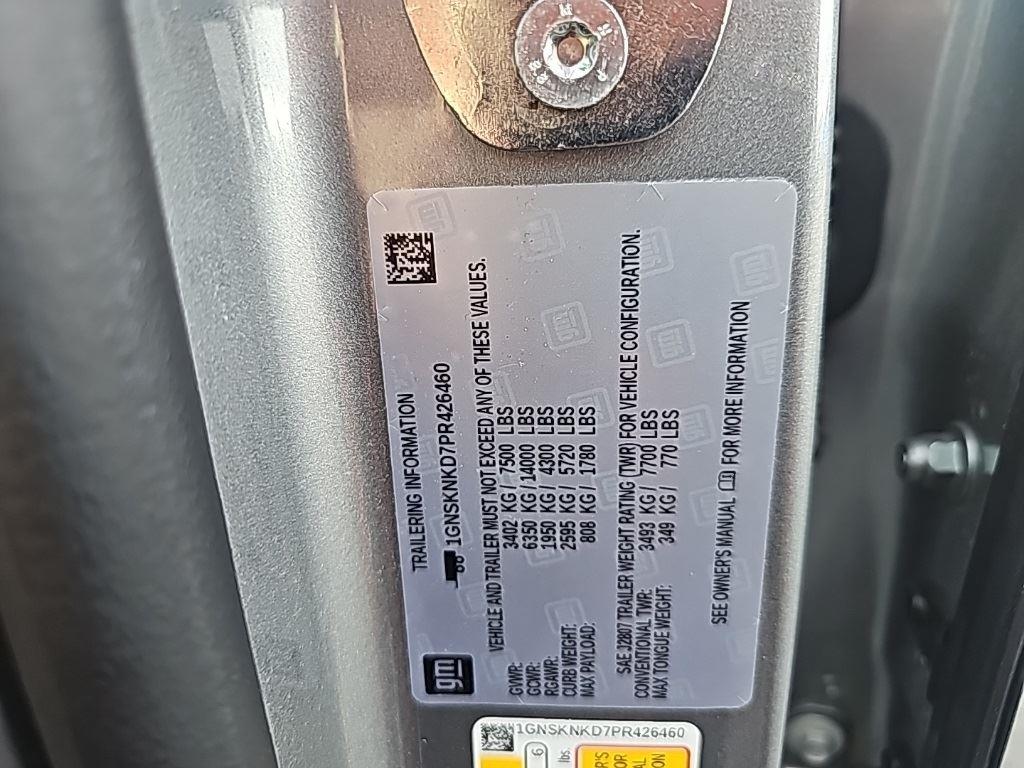 TRAILERING INFORMATION
1GNSKNKD7PR426460
VEHICLE AND TRAILER MUST NOT EXCEED ANY OF THESE VALUES.
GVWR: 3402 KG / 7500 LBS
GCWR: 6350 KG / 14000 LBS
RGAWR: 1950 KG / 4300 LBS
CURB WEIGHT: 2595 KG / 5720 LBS
MAX PAYLOAD: 808 KG / 1780 LBS
SAE J2807 TRAILER WEIGHT RATING (TWR) FOR VEHICLE CONFIGURATION.
CONVENTIONAL TWR: 3493 KG / 7700 LBS
MAX TONGUE WEIGHT: 349 KG / 770 LBS
SEE OWNER'S MANUAL FOR MORE INFORMATION
gm
1GNSKNKD7PR426460
6
lbs.